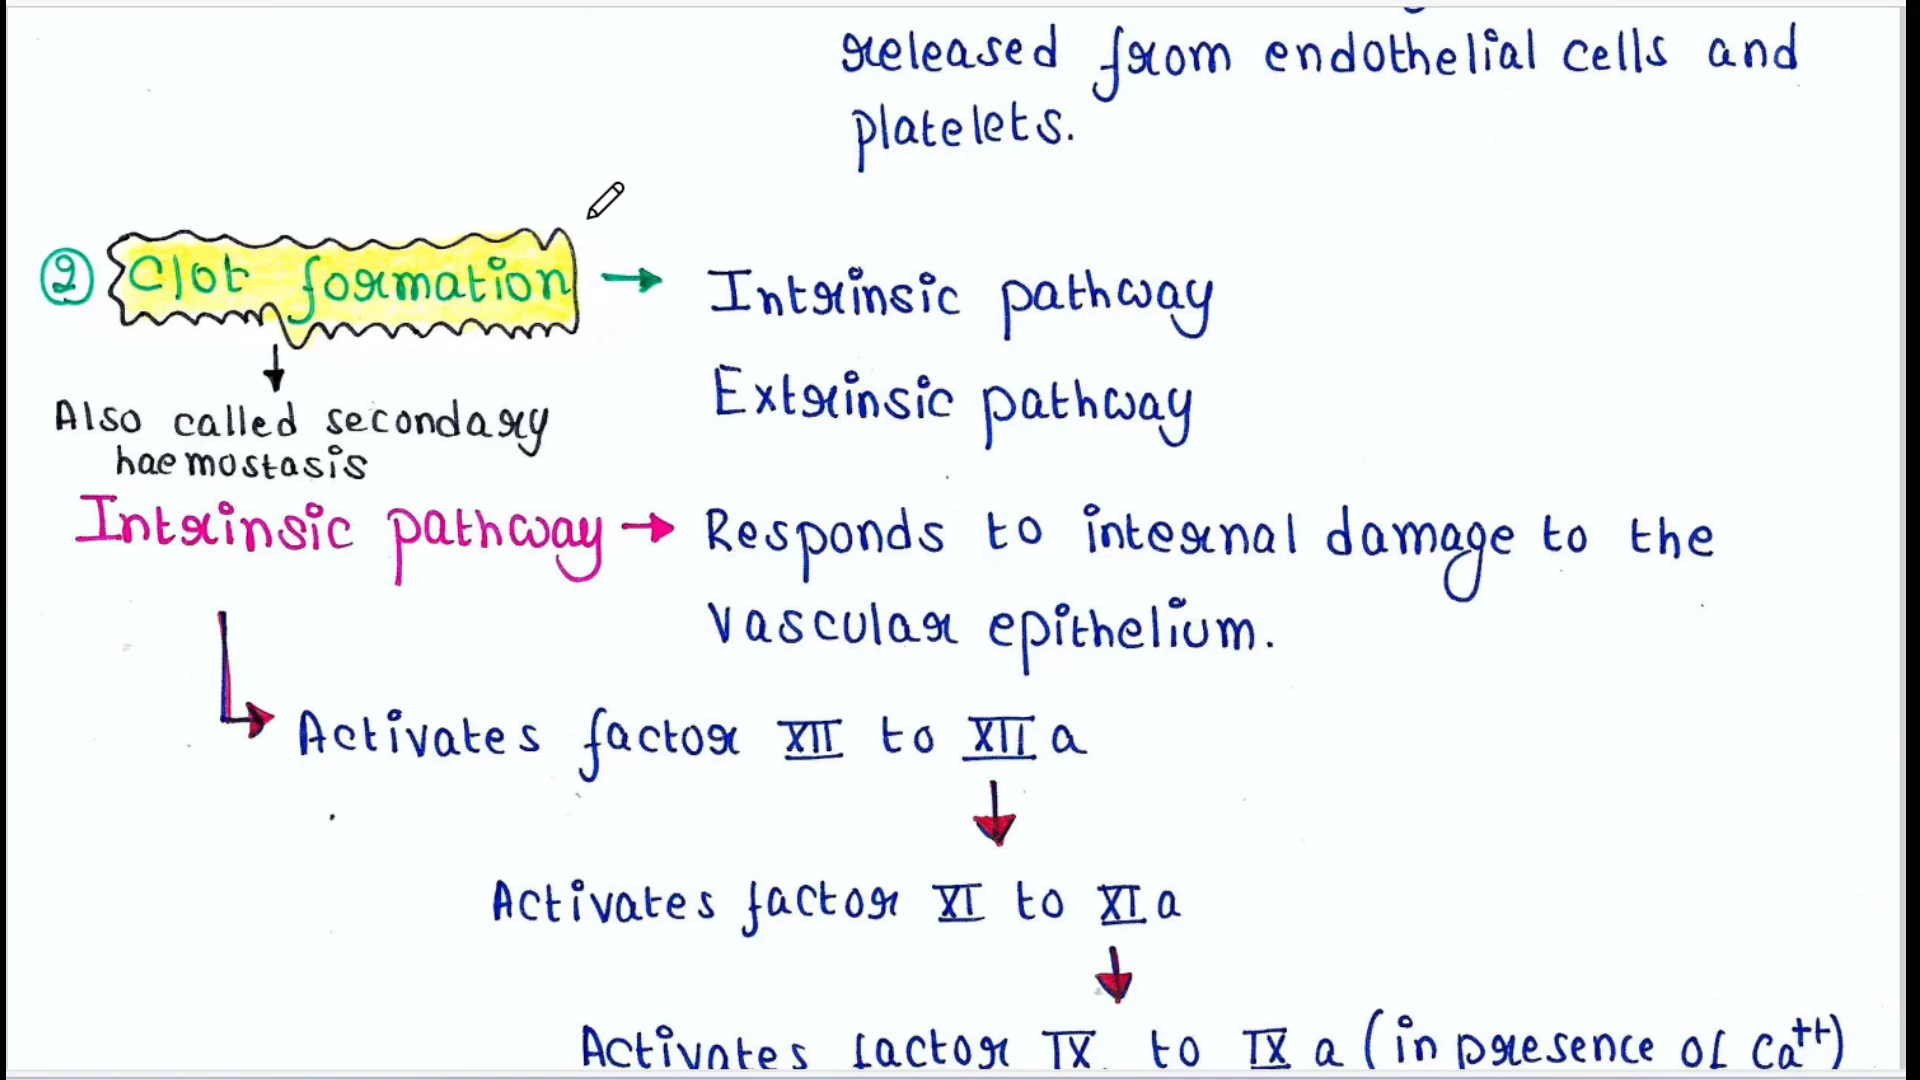 released from endothelial cells and
platelets.
② Clot formation → Intrinsic pathway
Extrinsic pathway
Also called secondary
haemostasis
Intrinsic pathway → Responds to internal damage to the
vascular epithelium.
Activates factor XII to XII a
Activates factor XI to XI a
Activates factor IX to IX a (in presence of Ca++)